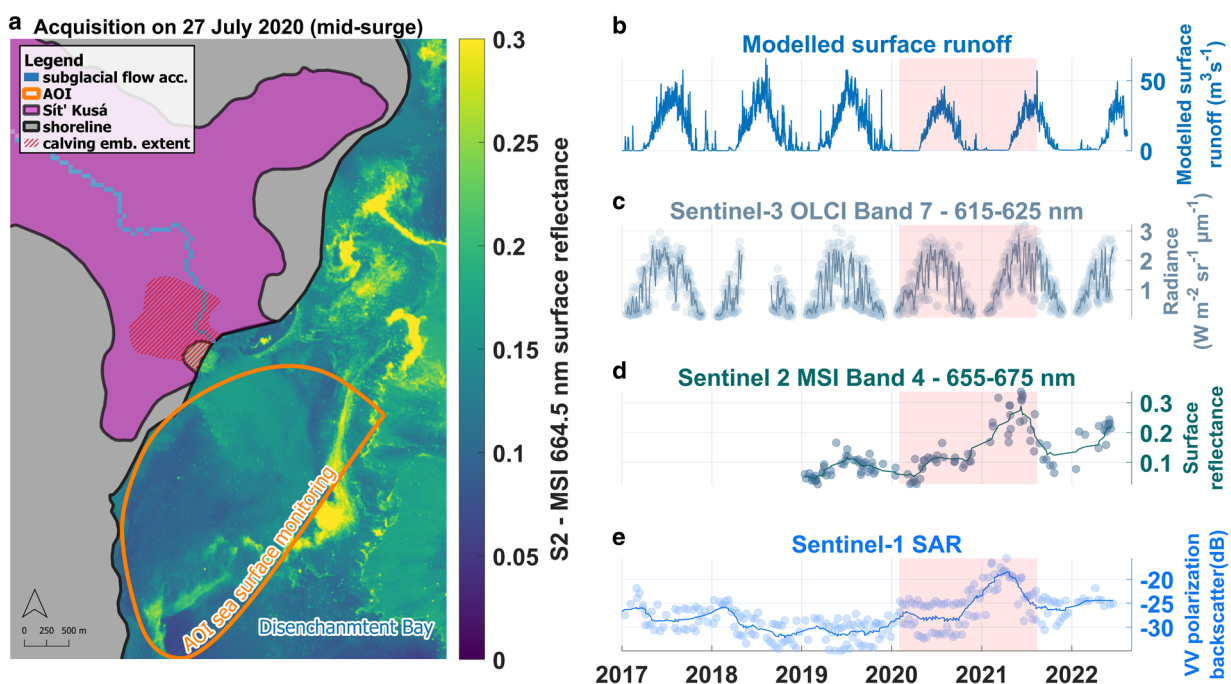 a
Acquisition on 27 July 2020 (mid-surge)
Legend
subglacial flow acc.
AOI
Sít' Kusá
shoreline
calving emb. extent
AOI sea surface monitoring
Disenchanmtent Bay
0 250 500 m
0.3
0.25
0.2
0.15
0.1
0.05
0
S2 - MSI 664.5 nm surface reflectance
b
Modelled surface runoff
50
0
Modelled surface
runoff (m³s⁻¹)
c
Sentinel-3 OLCI Band 7 - 615-625 nm
3
2
1
Radiance
(W m⁻² sr⁻¹ µm⁻¹)
d
Sentinel 2 MSI Band 4 - 655-675 nm
0.3
0.2
0.1
Surface
reflectance
e
Sentinel-1 SAR
-20
-25
-30
VV polarization
backscatter(dB)
2017 2018 2019 2020 2021 2022